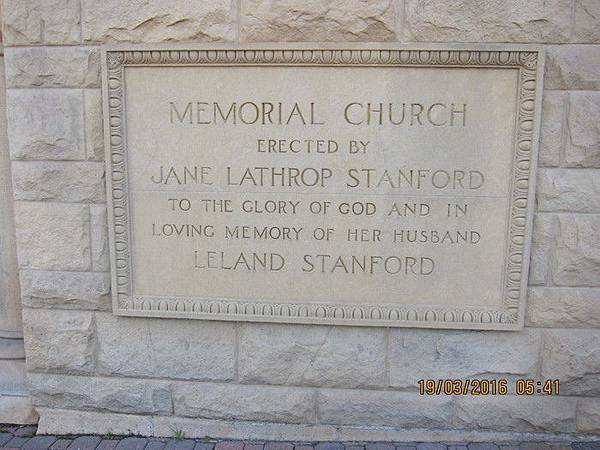 MEMORIAL CHURCH
ERECTED BY
JANE LATHROP STANFORD
TO THE GLORY OF GOD AND IN
LOVING MEMORY OF HER HUSBAND
LELAND STANFORD
19/03/2016 05:41